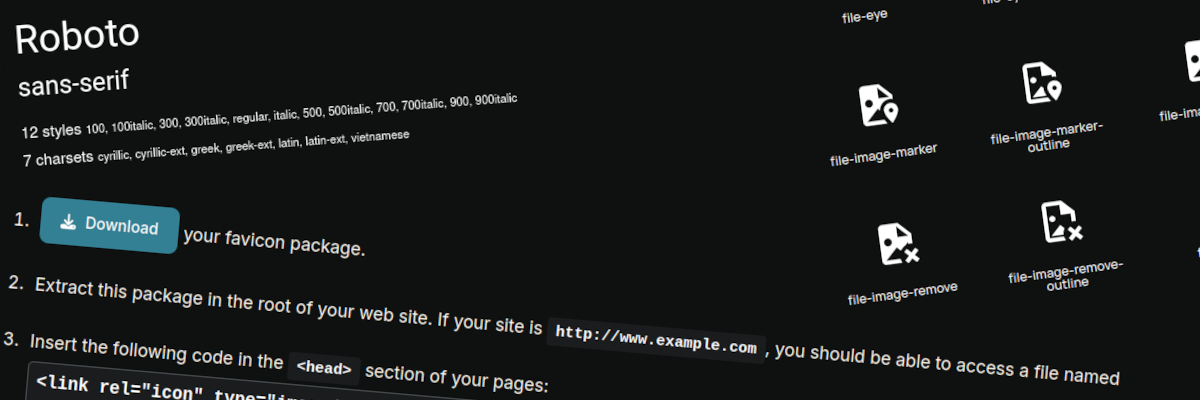 Roboto
sans-serif
12 styles 100, 100italic, 300, 300italic, regular, italic, 500, 500italic, 700, 700italic, 900, 900italic
7 charsets cyrillic, cyrillic-ext, greek, greek-ext, latin, latin-ext, vietnamese
1. Download your favicon package.
2. Extract this package in the root of your web site. If your site is http://www.example.com, you should be able to access a file named
3. Insert the following code in the <head> section of your pages:
<link rel="icon"
file-eye
file-image-marker
file-image-marker-
outline
file-image-remove
file-image-remove-
outline